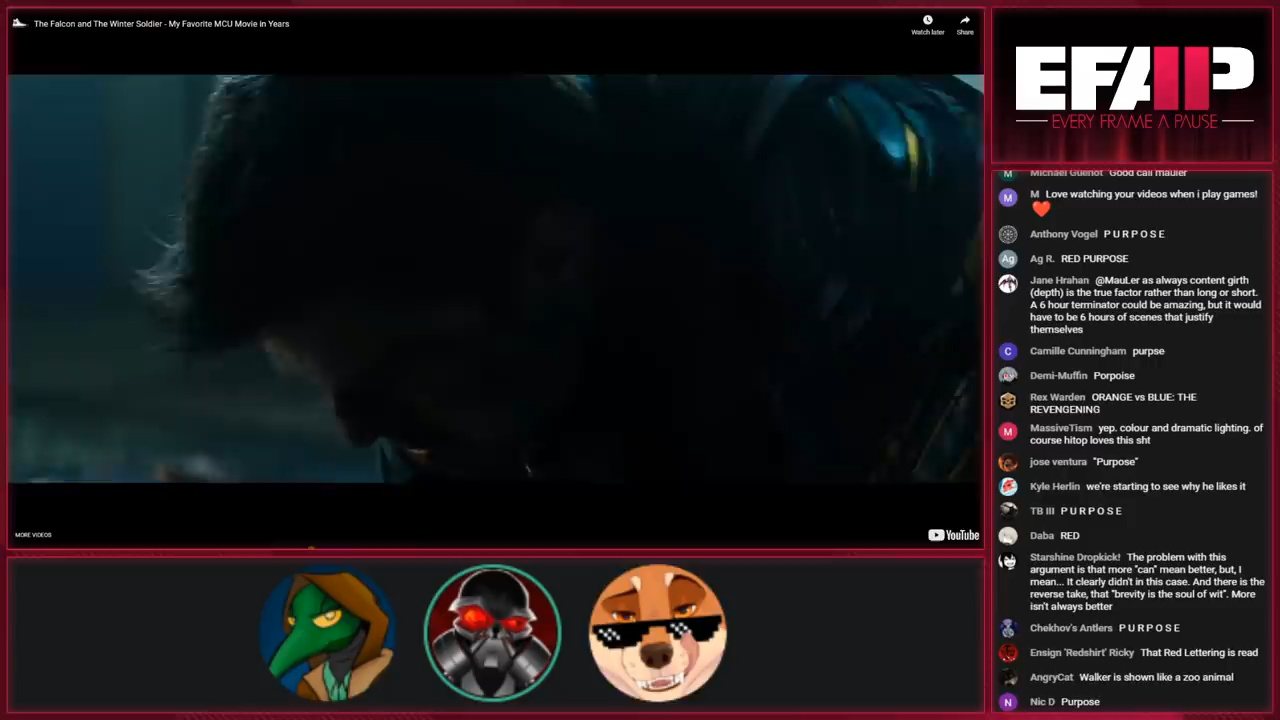 The Falcon and The Winter Soldier - My Favorite MCU Movie in Years
Watch later
Share
MORE VIDEOS
YouTube
EFAP
EVERY FRAME A PAUSE
Michael Guenot Good call mauler
M Love watching your videos when i play games!
Anthony Vogel P U R P O S E
Ag R. RED PURPOSE
Jane Hrahan @MauLer as always content girth
(depth) is the true factor rather than long or short.
A 6 hour terminator could be amazing, but it would
have to be 6 hours of scenes that justify
themselves
Camille Cunningham purpse
Demi-Muffin Porpoise
Rex Warden ORANGE vs BLUE: THE
REVENGENING
MassiveTism yep. colour and dramatic lighting. of
course hitop loves this sht
jose ventura "Purpose"
Kyle Herlin we're starting to see why he likes it
TB III P U R P O S E
Daba RED
Starshine Dropkick! The problem with this
argument is that more "can" mean better, but, I
mean... It clearly didn't in this case. And there is the
reverse take, that "brevity is the soul of wit". More
isn't always better
Chekhov's Antlers P U R P O S E
Ensign 'Redshirt' Ricky That Red Lettering is read
AngryCat Walker is shown like a zoo animal
Nic D Purpose
M
Ag
C
M
N